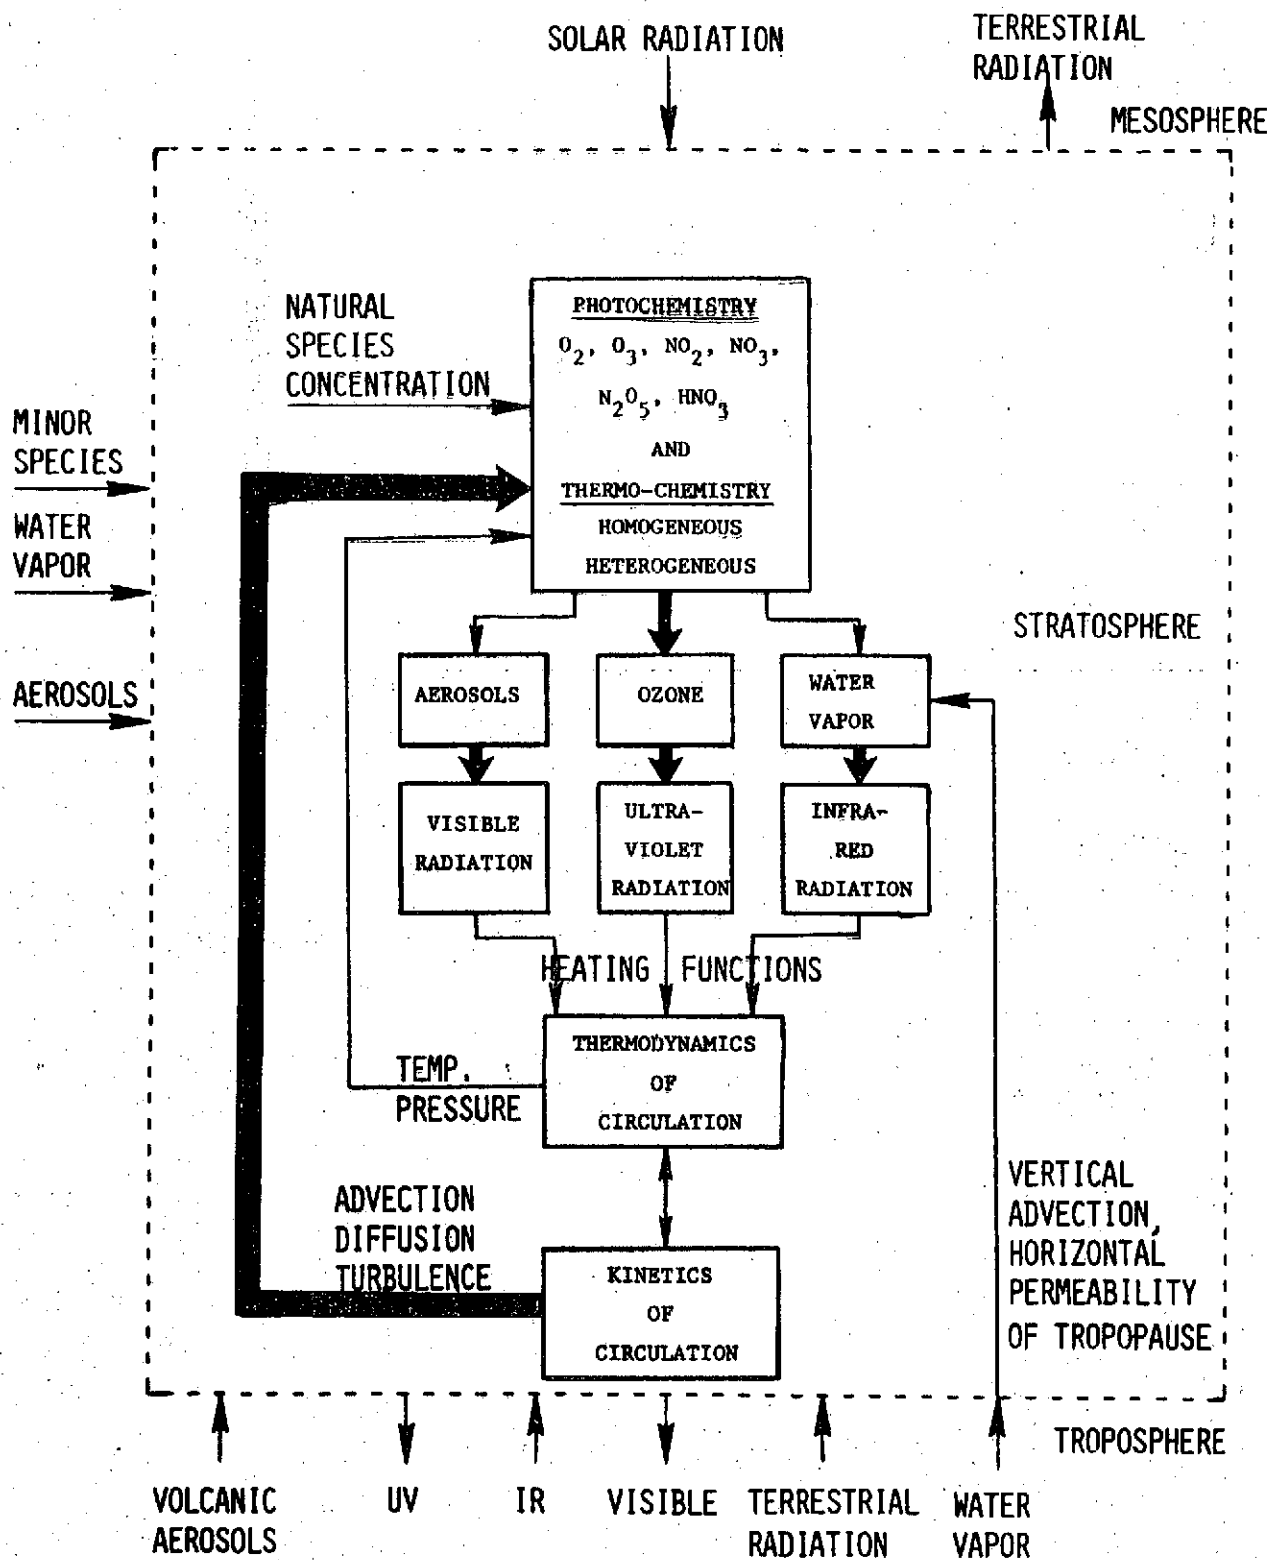 SOLAR RADIATION
TERRESTRIAL
RADIATION
MESOSPHERE
NATURAL
SPECIES
CONCENTRATION
PHOTOCHEMISTRY
O2, O3, NO2, NO3,
N2O5, HNO3
AND
THERMO-CHEMISTRY
HOMOGENEOUS
HETEROGENEOUS
MINOR
SPECIES
WATER
VAPOR
AEROSOLS
STRATOSPHERE
AEROSOLS
OZONE
WATER
VAPOR
VISIBLE
RADIATION
ULTRA-
VIOLET
RADIATION
INFRA-
RED
RADIATION
HEATING FUNCTIONS
THERMODYNAMICS
OF
CIRCULATION
TEMP.
PRESSURE
ADVECTION
DIFFUSION
TURBULENCE
KINETICS
OF
CIRCULATION
VERTICAL
ADVECTION,
HORIZONTAL
PERMEABILITY
OF TROPOPAUSE
TROPOSPHERE
VOLCANIC
AEROSOLS
UV
IR
VISIBLE
TERRESTRIAL
RADIATION
WATER
VAPOR